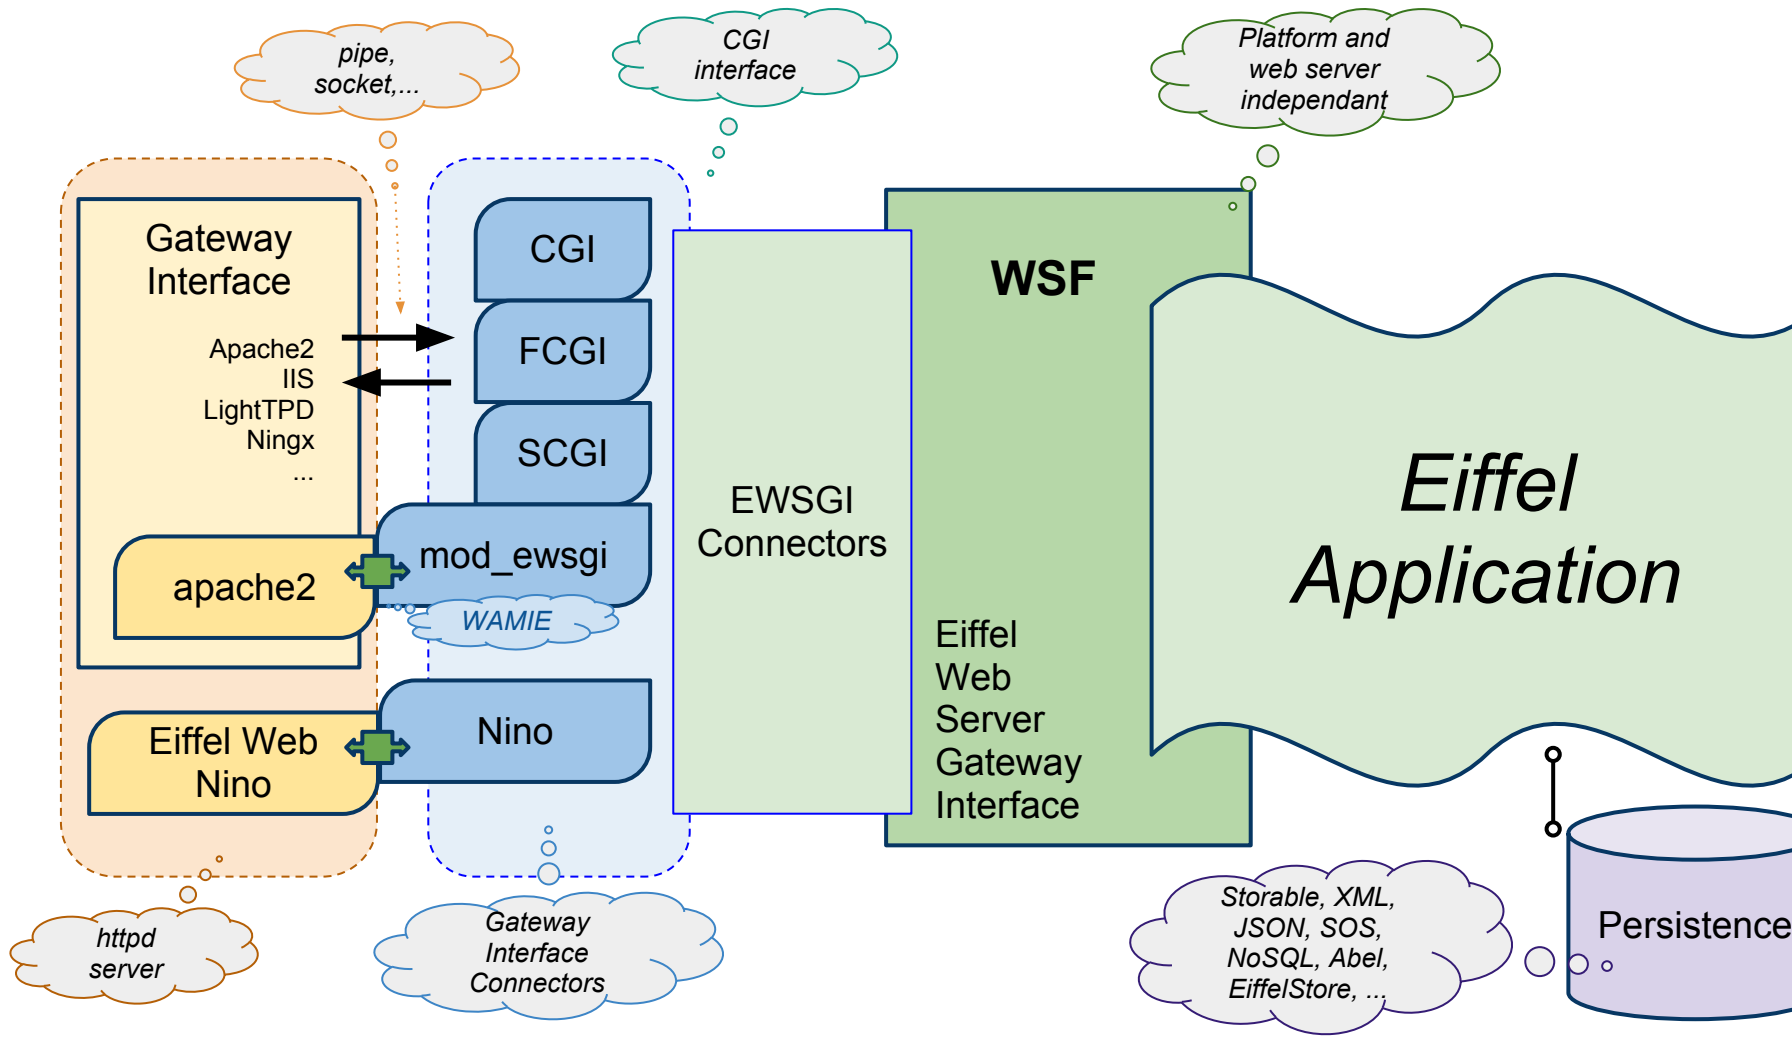 pipe,
socket,...
CGI
interface
Platform and
web server
independant
Gateway
Interface
Apache2
IIS
LightTPD
Ningx
...
apache2
Eiffel Web
Nino
CGI
FCGI
SCGI
mod_ewsgi
WAMIE
Nino
EWSGI
Connectors
WSF
Eiffel
Web
Server
Gateway
Interface
Eiffel
Application
httpd
server
Gateway
Interface
Connectors
Storable, XML,
JSON, SOS,
NoSQL, Abel,
EiffelStore, ...
Persistence